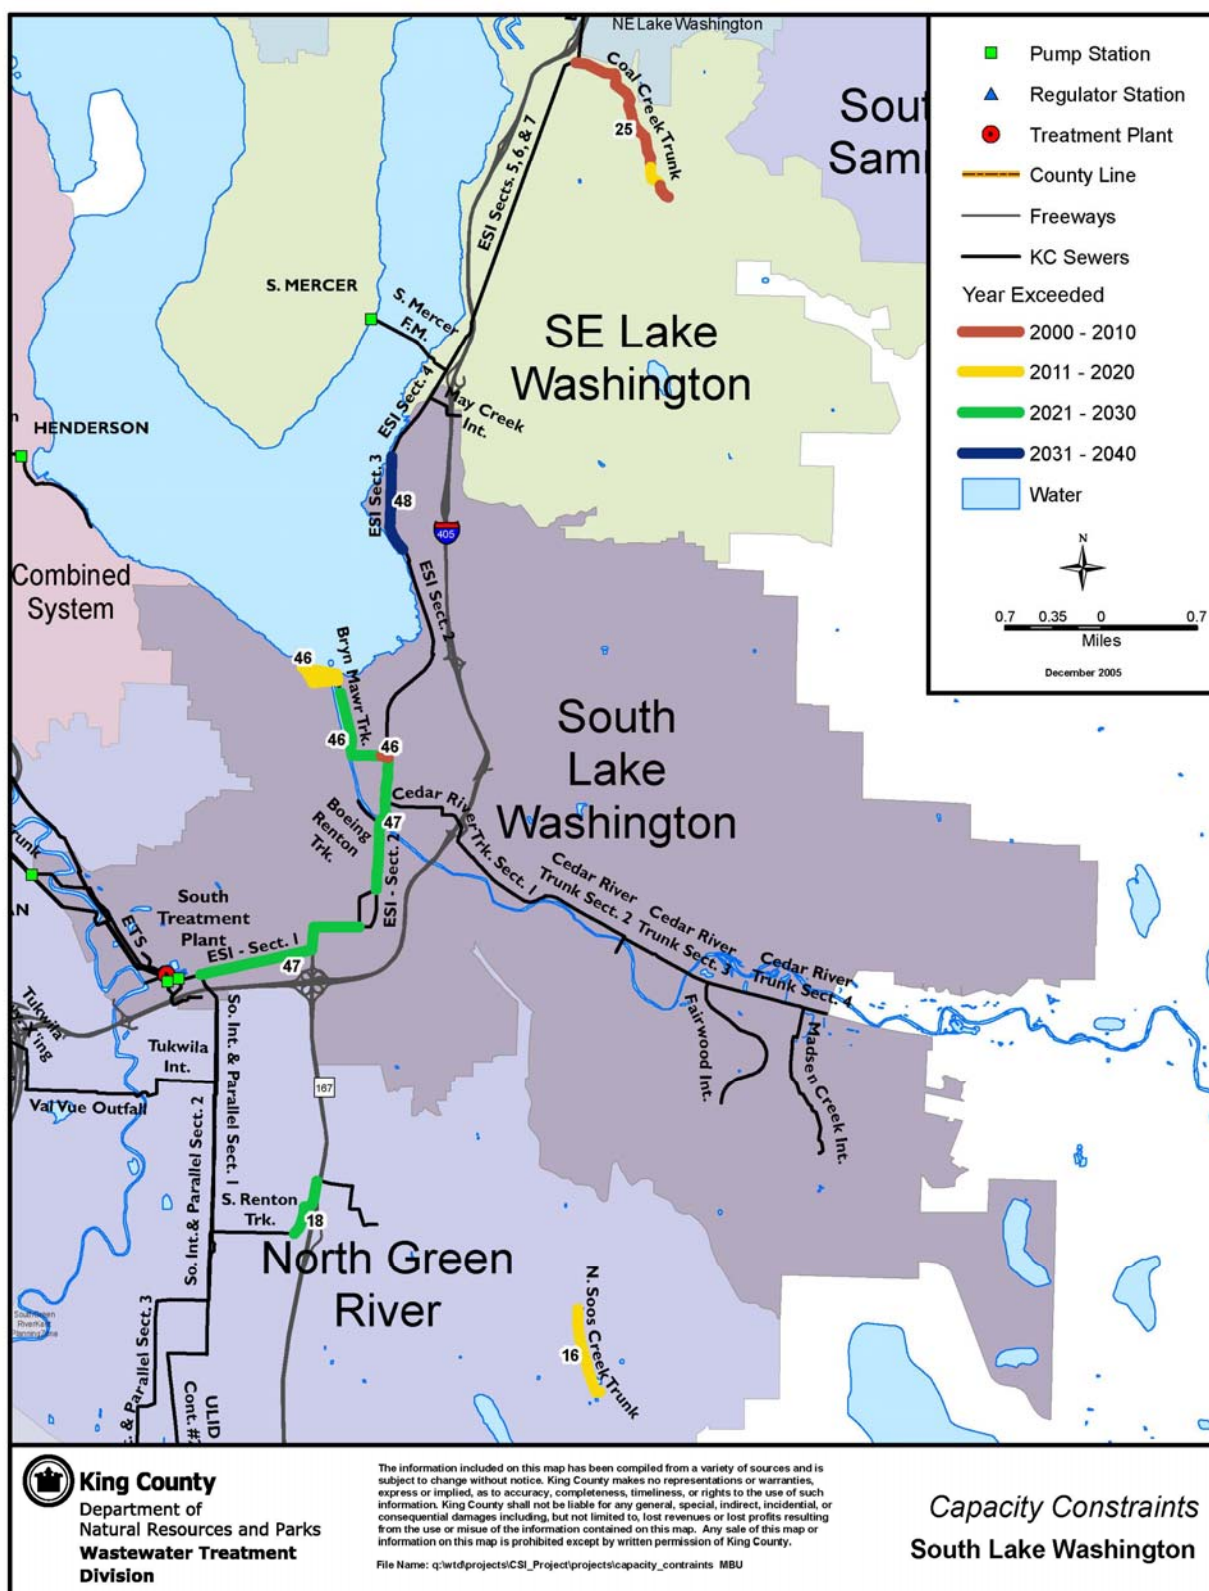 NE Lake Washington
Coal Creek Trunk
25
ESI Sects. 5, 6, & 7
Sout
Sam
S. MERCER
S. Mercer
F.M.
SE Lake
Washington
ESI Sect. 4
May Creek
Int.
HENDERSON
ESI Sect. 3
48
405
Combined
System
ESI Sect. 2
46
Bryn Mawr Trk.
46
46
South
Lake
Washington
Boeing
Renton
Trk.
Cedar River Trk. Sect. 1
47
ESI - Sect. 2
Cedar River
Trunk Sect. 2
Cedar River
Trunk Sect. 3
Cedar River
Trunk Sect. 4
runk
AN
ETS
South
Treatment
Plant
ESI - Sect. 1
47
Fairwood Int.
Madsen Creek Int.
Tukwila
Tukwila
Int.
Val Vue Outfall
So. Int. & Parallel Sect. 1
So. Int.& Parallel Sect. 2
167
S. Renton
Trk.
18
North Green
River
N. Soos Creek Trunk
16
. & Parallel Sect. 3
ULID
Cont.#
Pump Station
Regulator Station
Treatment Plant
County Line
Freeways
KC Sewers
Year Exceeded
2000 - 2010
2011 - 2020
2021 - 2030
2031 - 2040
Water
N
0.7 0.35 0 0.7
Miles
December 2005
King County
Department of
Natural Resources and Parks
Wastewater Treatment
Division
The information included on this map has been compiled from a variety of sources and is
subject to change without notice. King County makes no representations or warranties,
express or implied, as to accuracy, completeness, timeliness, or rights to the use of such
information. King County shall not be liable for any general, special, indirect, incidental, or
consequential damages including, but not limited to, lost revenues or lost profits resulting
from the use or misue of the information contained on this map. Any sale of this map or
information on this map is prohibited except by written permission of King County.
File Name: q:\wtd\projects\CSI_Project\projects\capacity_contraints MBU
Capacity Constraints
South Lake Washington